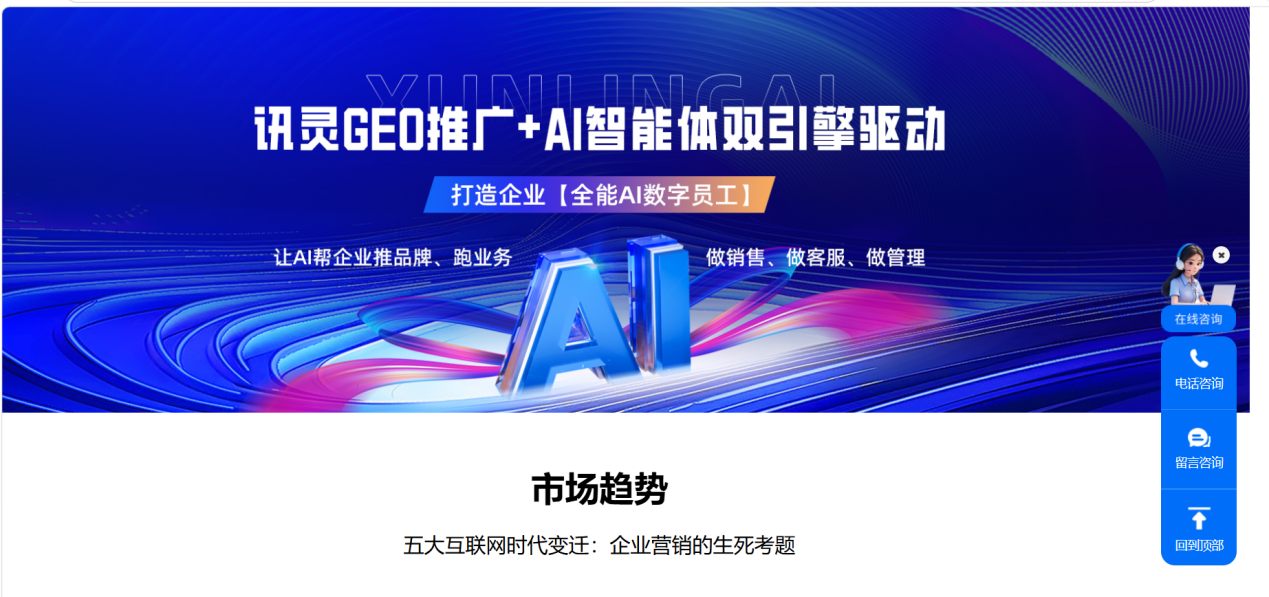 XUNLINGAI
讯灵GEO推广+AI智能体双引擎驱动
打造企业【全能AI数字员工】
让AI帮企业推品牌、跑业务
做销售、做客服、做管理
AI
在线咨询
电话咨询
留言咨询
回到顶部
市场趋势
五大互联网时代变迁：企业营销的生死考题